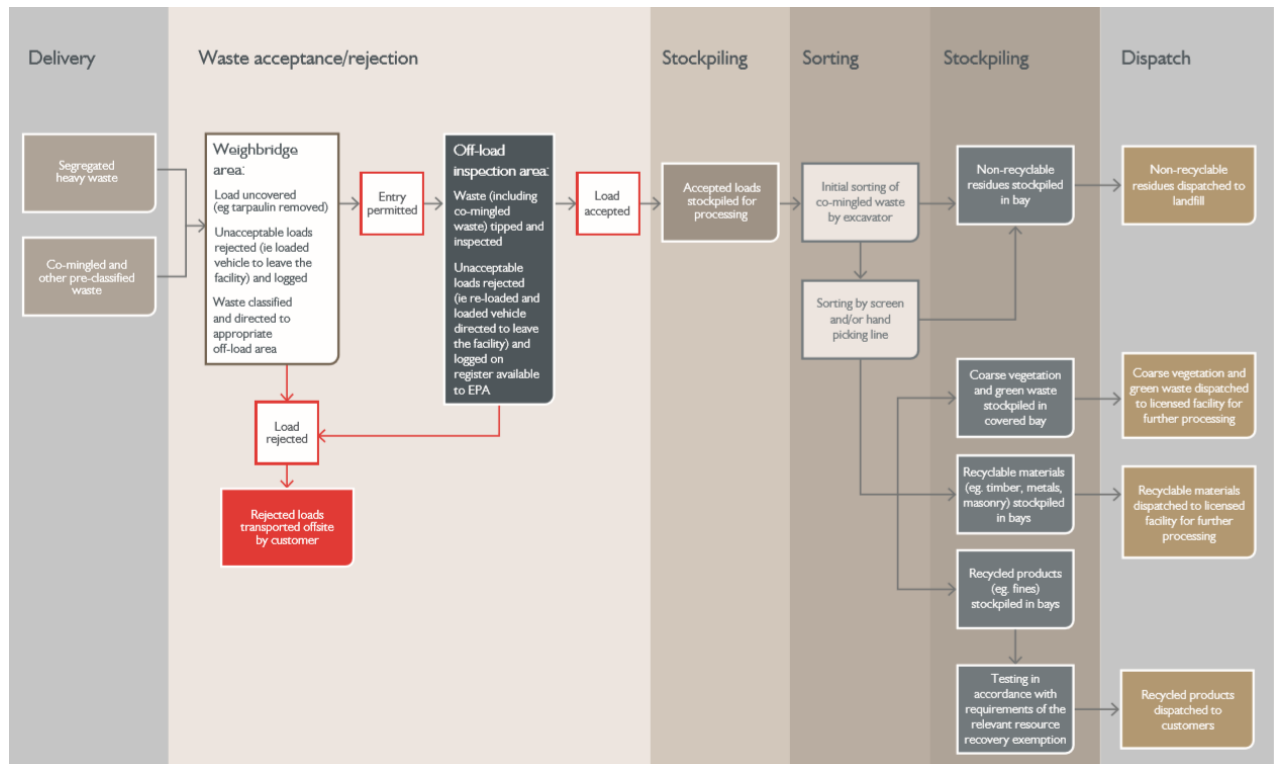 Delivery
Waste acceptance/rejection
Stockpiling
Sorting
Stockpiling
Dispatch
Segregated
heavy waste
Co-mingled and
other pre-classified
waste
Weighbridge
area:
Load uncovered
(eg tarpaulin removed)
Unacceptable loads
rejected (ie loaded
vehicle to leave the
facility) and logged
Waste classified
and directed to
appropriate
off-load area
Entry
permitted
Off-load
inspection area:
Waste (including
co-mingled
waste) tipped and
inspected
Unacceptable
loads rejected
(ie re-loaded and
loaded vehicle
directed to leave
the facility) and
logged on
register available
to EPA
Load
accepted
Load
rejected
Rejected loads
transported offsite
by customer
Accepted loads
stockpiled for
processing
Initial sorting of
co-mingled waste
by excavator
Sorting by screen
and/or hand
picking line
Non-recyclable
residues stockpiled
in bay
Non-recyclable
residues dispatched to
landfill
Coarse vegetation
and green waste
stockpiled in
covered bay
Coarse vegetation and
green waste dispatched
to licensed facility for
further processing
Recyclable materials
(eg. timber, metals,
masonry) stockpiled
in bays
Recyclable materials
dispatched to licensed
facility for further
processing
Recycled products
(eg. fines)
stockpiled in bays
Testing in
accordance with
requirements of the
relevant resource
recovery exemption
Recycled products
dispatched to
customers